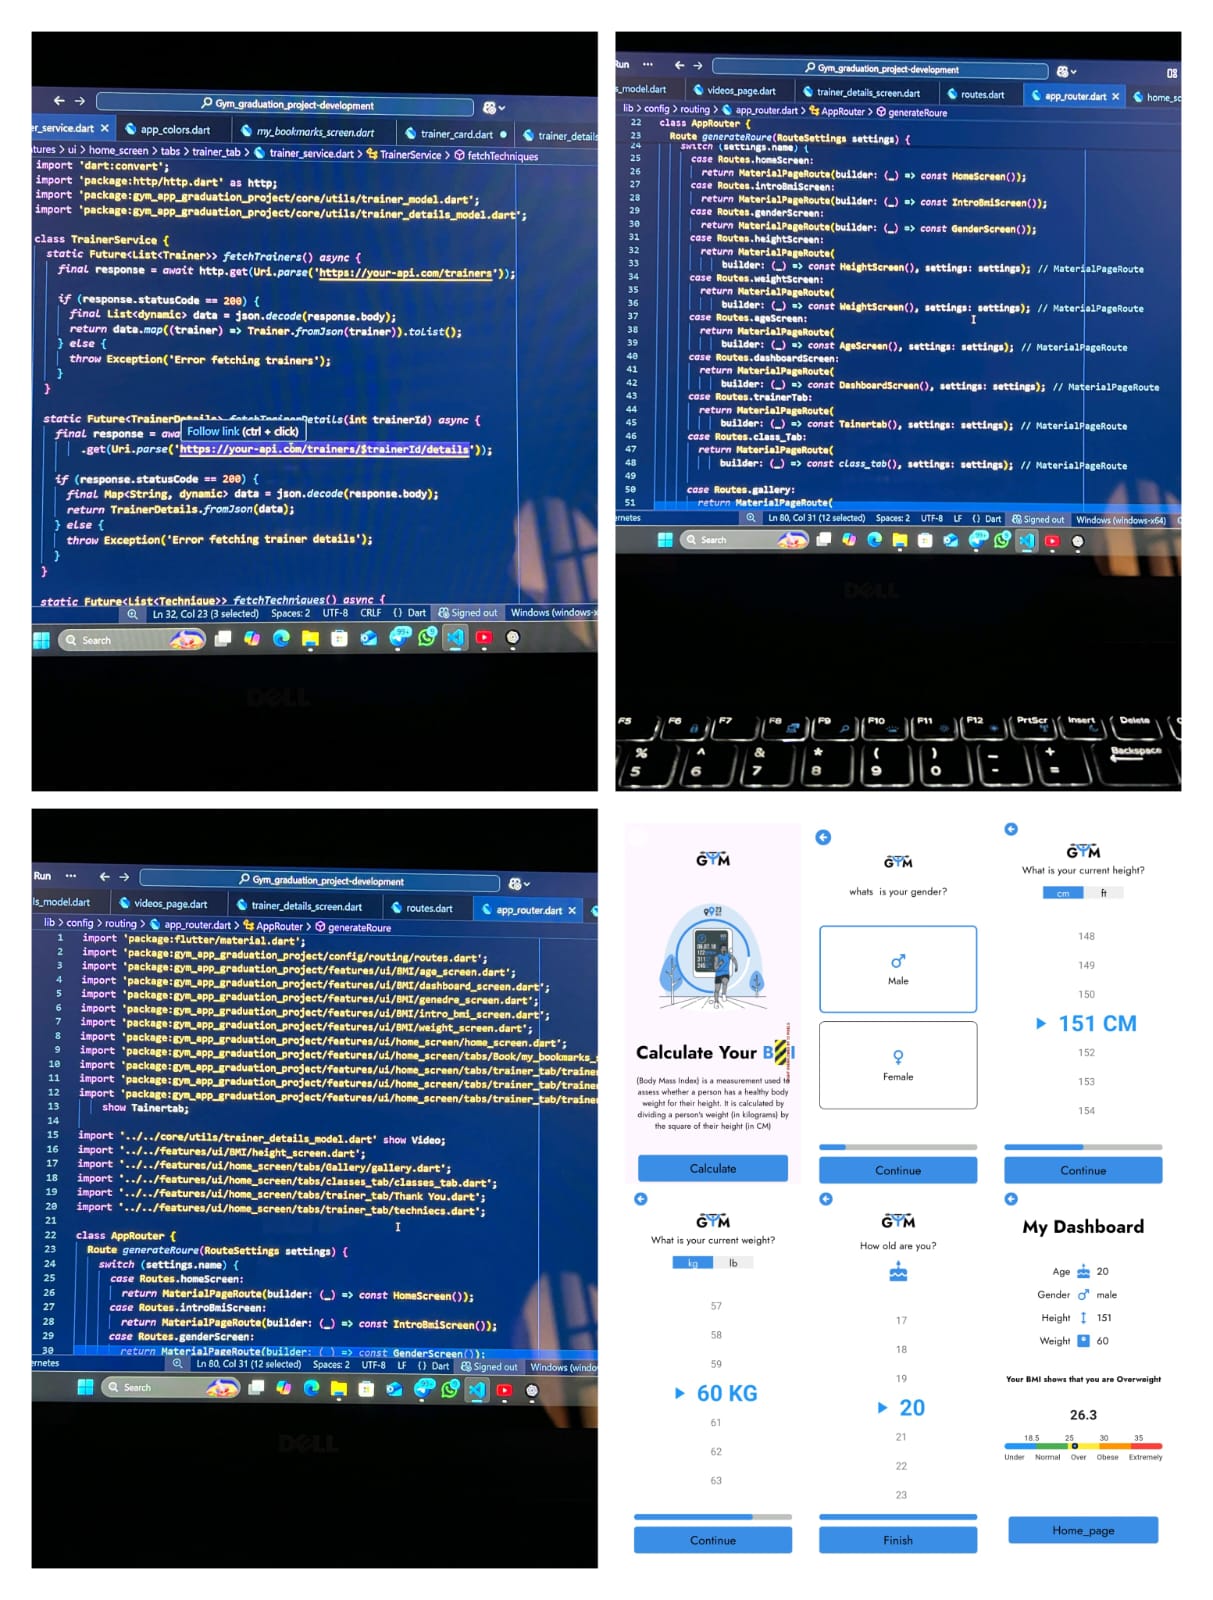 Gym_graduation_project-development
er_service.dart
app_colors.dart
my_bookmarks_screen.dart
trainer_card.dart
trainer_details
tures > ui > home_screen > tabs > trainer_tab > trainer_service.dart > TrainerService > fetchTechniques
import 'dart:convert';
import 'package:http/http.dart' as http;
import 'package:gym_app_graduation_project/core/utils/trainer_model.dart';
import 'package:gym_app_graduation_project/core/utils/trainer_details_model.dart';
class TrainerService {
static Future<List<Trainer>> fetchTrainers() async {
final response = await http.get(Uri.parse('https://your-api.com/trainers'));
if (response.statusCode == 200) {
final List<dynamic> data = json.decode(response.body);
return data.map((trainer) => Trainer.fromJson(trainer)).toList();
} else {
throw Exception('Error fetching trainers');
}
}
static Future<TrainerDetails> fetchTrainerDetails(int trainerId) async {
Follow link (ctrl + click)
final response = awa
.get(Uri.parse('https://your-api.com/trainers/$trainerId/details'));
if (response.statusCode == 200) {
final Map<String, dynamic> data = json.decode(response.body);
return TrainerDetails.fromJson(data);
} else {
throw Exception('Error fetching trainer details');
}
}
static Future<List<Technique>> fetchTechniques() async {
Ln 32, Col 23 (3 selected) Spaces: 2 UTF-8 CRLF {} Dart Signed out Windows (windows-x
Search
99+
DELL
Run ···
Gym_graduation_project-development
s_model.dart
videos_page.dart
trainer_details_screen.dart
routes.dart
app_router.dart
home_sc
lib > config > routing > app_router.dart > AppRouter > generateRoure
22 class AppRouter {
23 Route generateRoure(RouteSettings settings) {
24 switch (settings.name) {
25 case Routes.homeScreen:
26 return MaterialPageRoute(builder: (_) => const HomeScreen());
27 case Routes.introBmiScreen:
28 return MaterialPageRoute(builder: (_) => const IntroBmiScreen());
29 case Routes.genderScreen:
30 return MaterialPageRoute(builder: (_) => const GenderScreen());
31 case Routes.heightScreen:
32 return MaterialPageRoute(
33 builder: (_) => const HeightScreen(), settings: settings); // MaterialPageRoute
34 case Routes.weightScreen:
35 return MaterialPageRoute(
36 builder: (_) => const WeightScreen(), settings: settings); // MaterialPageRoute
37 case Routes.ageScreen:
38 return MaterialPageRoute(
39 builder: (_) => const AgeScreen(), settings: settings); // MaterialPageRoute
40 case Routes.dashboardScreen:
41 return MaterialPageRoute(
42 builder: (_) => const DashboardScreen(), settings: settings); // MaterialPageRoute
43 case Routes.trainerTab:
44 return MaterialPageRoute(
45 builder: (_) => const Tainertab(), settings: settings); // MaterialPageRoute
46 case Routes.class_Tab:
47 return MaterialPageRoute(
48 builder: (_) => const class_tab(), settings: settings); // MaterialPageRoute
49
50 case Routes.gallery:
51 return MaterialPageRoute(
ernetes Ln 80, Col 31 (12 selected) Spaces: 2 UTF-8 LF {} Dart Signed out Windows (windows-x64)
Search
99+
DELL
F5 F6 F7 F8 F9 F10 F11 F12 PrtScr Insert Delete
% ^ & * ( ) _ + Backspace
5 6 7 8 9 0 - =
Run ···
Gym_graduation_project-development
ls_model.dart
videos_page.dart
trainer_details_screen.dart
routes.dart
app_router.dart
lib > config > routing > app_router.dart > AppRouter > generateRoure
1 import 'package:flutter/material.dart';
2 import 'package:gym_app_graduation_project/config/routing/routes.dart';
3 import 'package:gym_app_graduation_project/features/ui/BMI/age_screen.dart';
4 import 'package:gym_app_graduation_project/features/ui/BMI/dashboard_screen.dart';
5 import 'package:gym_app_graduation_project/features/ui/BMI/genedre_screen.dart';
6 import 'package:gym_app_graduation_project/features/ui/BMI/intro_bmi_screen.dart';
7 import 'package:gym_app_graduation_project/features/ui/BMI/weight_screen.dart';
8 import 'package:gym_app_graduation_project/features/ui/home_screen/home_screen.dart';
9 import 'package:gym_app_graduation_project/features/ui/home_screen/tabs/Book/my_bookmarks_s
10 import 'package:gym_app_graduation_project/features/ui/home_screen/tabs/trainer_tab/trainer
11 import 'package:gym_app_graduation_project/features/ui/home_screen/tabs/trainer_tab/trainer
12 import 'package:gym_app_graduation_project/features/ui/home_screen/tabs/trainer_tab/trainer
13 show Tainertab;
14
15 import '../../core/utils/trainer_details_model.dart' show Video;
16 import '../../features/ui/BMI/height_screen.dart';
17 import '../../features/ui/home_screen/tabs/Gallery/gallery.dart';
18 import '../../features/ui/home_screen/tabs/classes_tab/classes_tab.dart';
19 import '../../features/ui/home_screen/tabs/trainer_tab/Thank You.dart';
20 import '../../features/ui/home_screen/tabs/trainer_tab/techniecs.dart';
21
22 class AppRouter {
23 Route generateRoure(RouteSettings settings) {
24 switch (settings.name) {
25 case Routes.homeScreen:
26 return MaterialPageRoute(builder: (_) => const HomeScreen());
27 case Routes.introBmiScreen:
28 return MaterialPageRoute(builder: (_) => const IntroBmiScreen());
29 case Routes.genderScreen:
30 return MaterialPageRoute(builder: (_) => const GenderScreen());
ernetes Ln 80, Col 31 (12 selected) Spaces: 2 UTF-8 LF {} Dart Signed out Windows (windo
Search
99+
DELL
GYM
Calculate Your B I
(Body Mass Index) is a measurement used to
assess whether a person has a healthy body
weight for their height. It is calculated by
dividing a person's weight (in kilograms) by
the square of their height (in CM)
Calculate
GYM
whats is your gender?
Male
Female
Continue
GYM
What is your current height?
cm ft
148
149
150
151 CM
152
153
154
Continue
GYM
What is your current weight?
kg lb
57
58
59
60 KG
61
62
63
Continue
GYM
How old are you?
17
18
19
20
21
22
23
Finish
My Dashboard
Age 20
Gender male
Height 151
Weight 60
Your BMI shows that you are Overweight
26.3
18.5 25 30 35
Under Normal Over Obese Extremely
Home_page